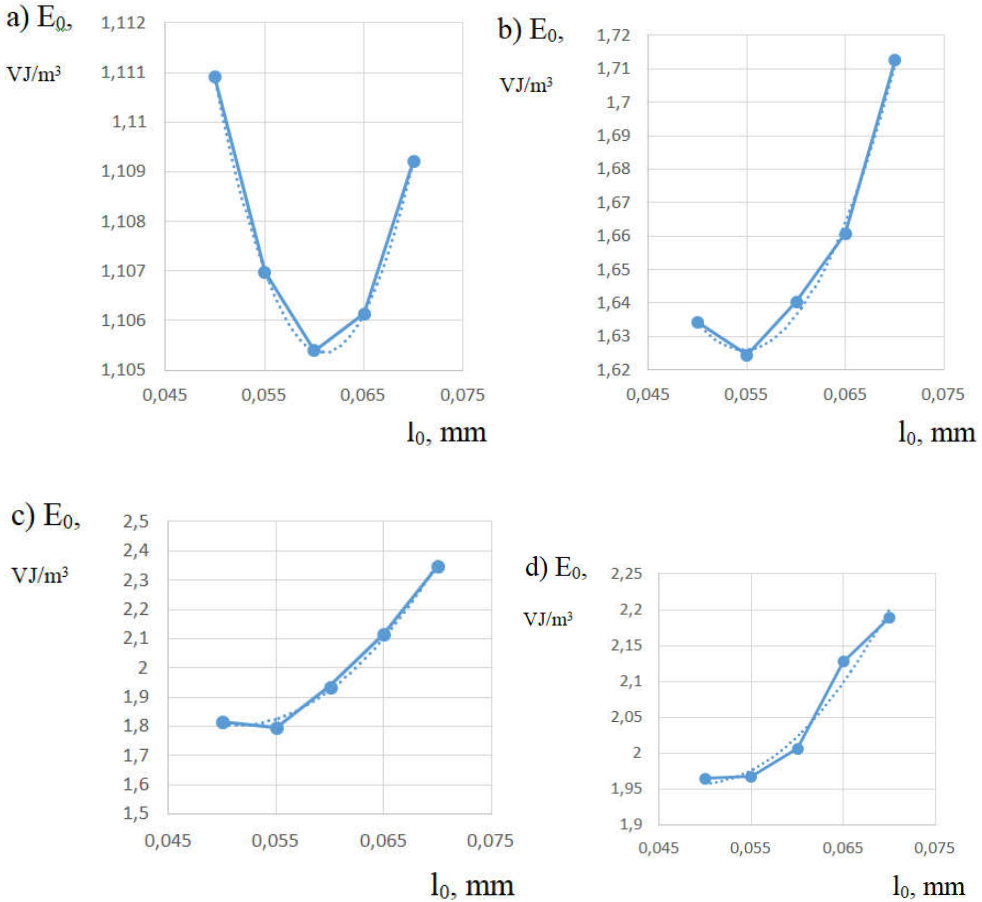 a) E₀,
VJ/m³
1,112
1,111
1,11
1,109
1,108
1,107
1,106
1,105
0,045 0,055 0,065 0,075
l₀, mm
b) E₀,
VJ/m³
1,72
1,71
1,7
1,69
1,68
1,67
1,66
1,65
1,64
1,63
1,62
0,045 0,055 0,065 0,075
l₀, mm
c) E₀,
VJ/m³
2,5
2,4
2,3
2,2
2,1
2
1,9
1,8
1,7
1,6
1,5
0,045 0,055 0,065 0,075
l₀, mm
d) E₀,
VJ/m³
2,25
2,2
2,15
2,1
2,05
2
1,95
1,9
0,045 0,055 0,065 0,075
l₀, mm